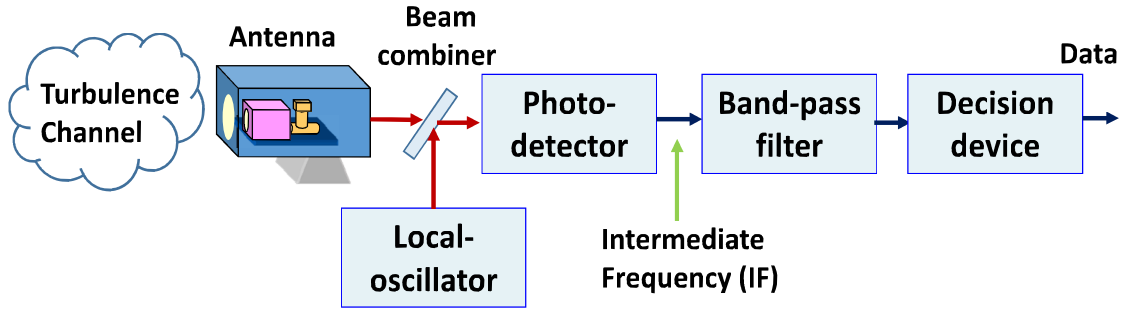 Turbulence
Channel
Antenna
Beam
combiner
Photo-
detector
Band-pass
filter
Decision
device
Data
Local-
oscillator
Intermediate
Frequency (IF)